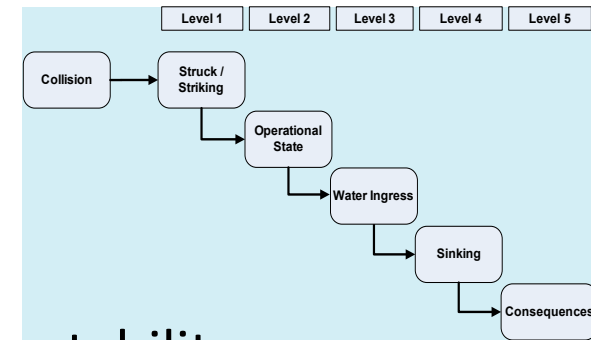 Level 1 Level 2 Level 3 Level 4 Level 5
Collision
Struck /
Striking
Operational
State
Water Ingress
Sinking
Consequences